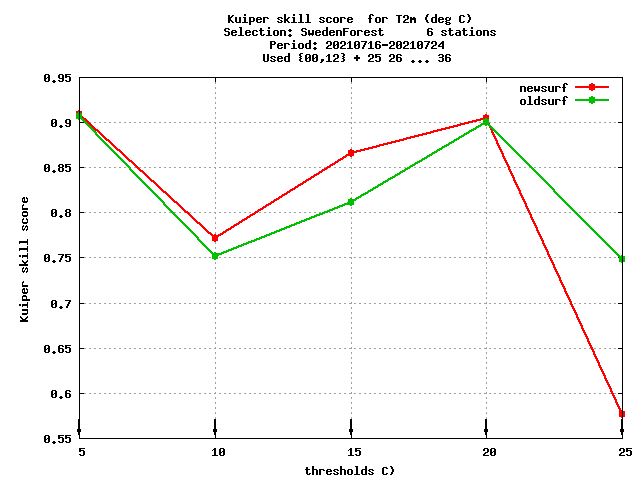 Kuiper skill score  for T2m (deg C)
Selection: SwedenForest      6 stations
Period: 20210716-20210724
Used {00,12} + 25 26 ... 36
newsurf
oldsurf
0.95
0.9
0.85
0.8
0.75
0.7
0.65
0.6
0.55
Kuiper skill score
5 10 15 20 25
thresholds C)